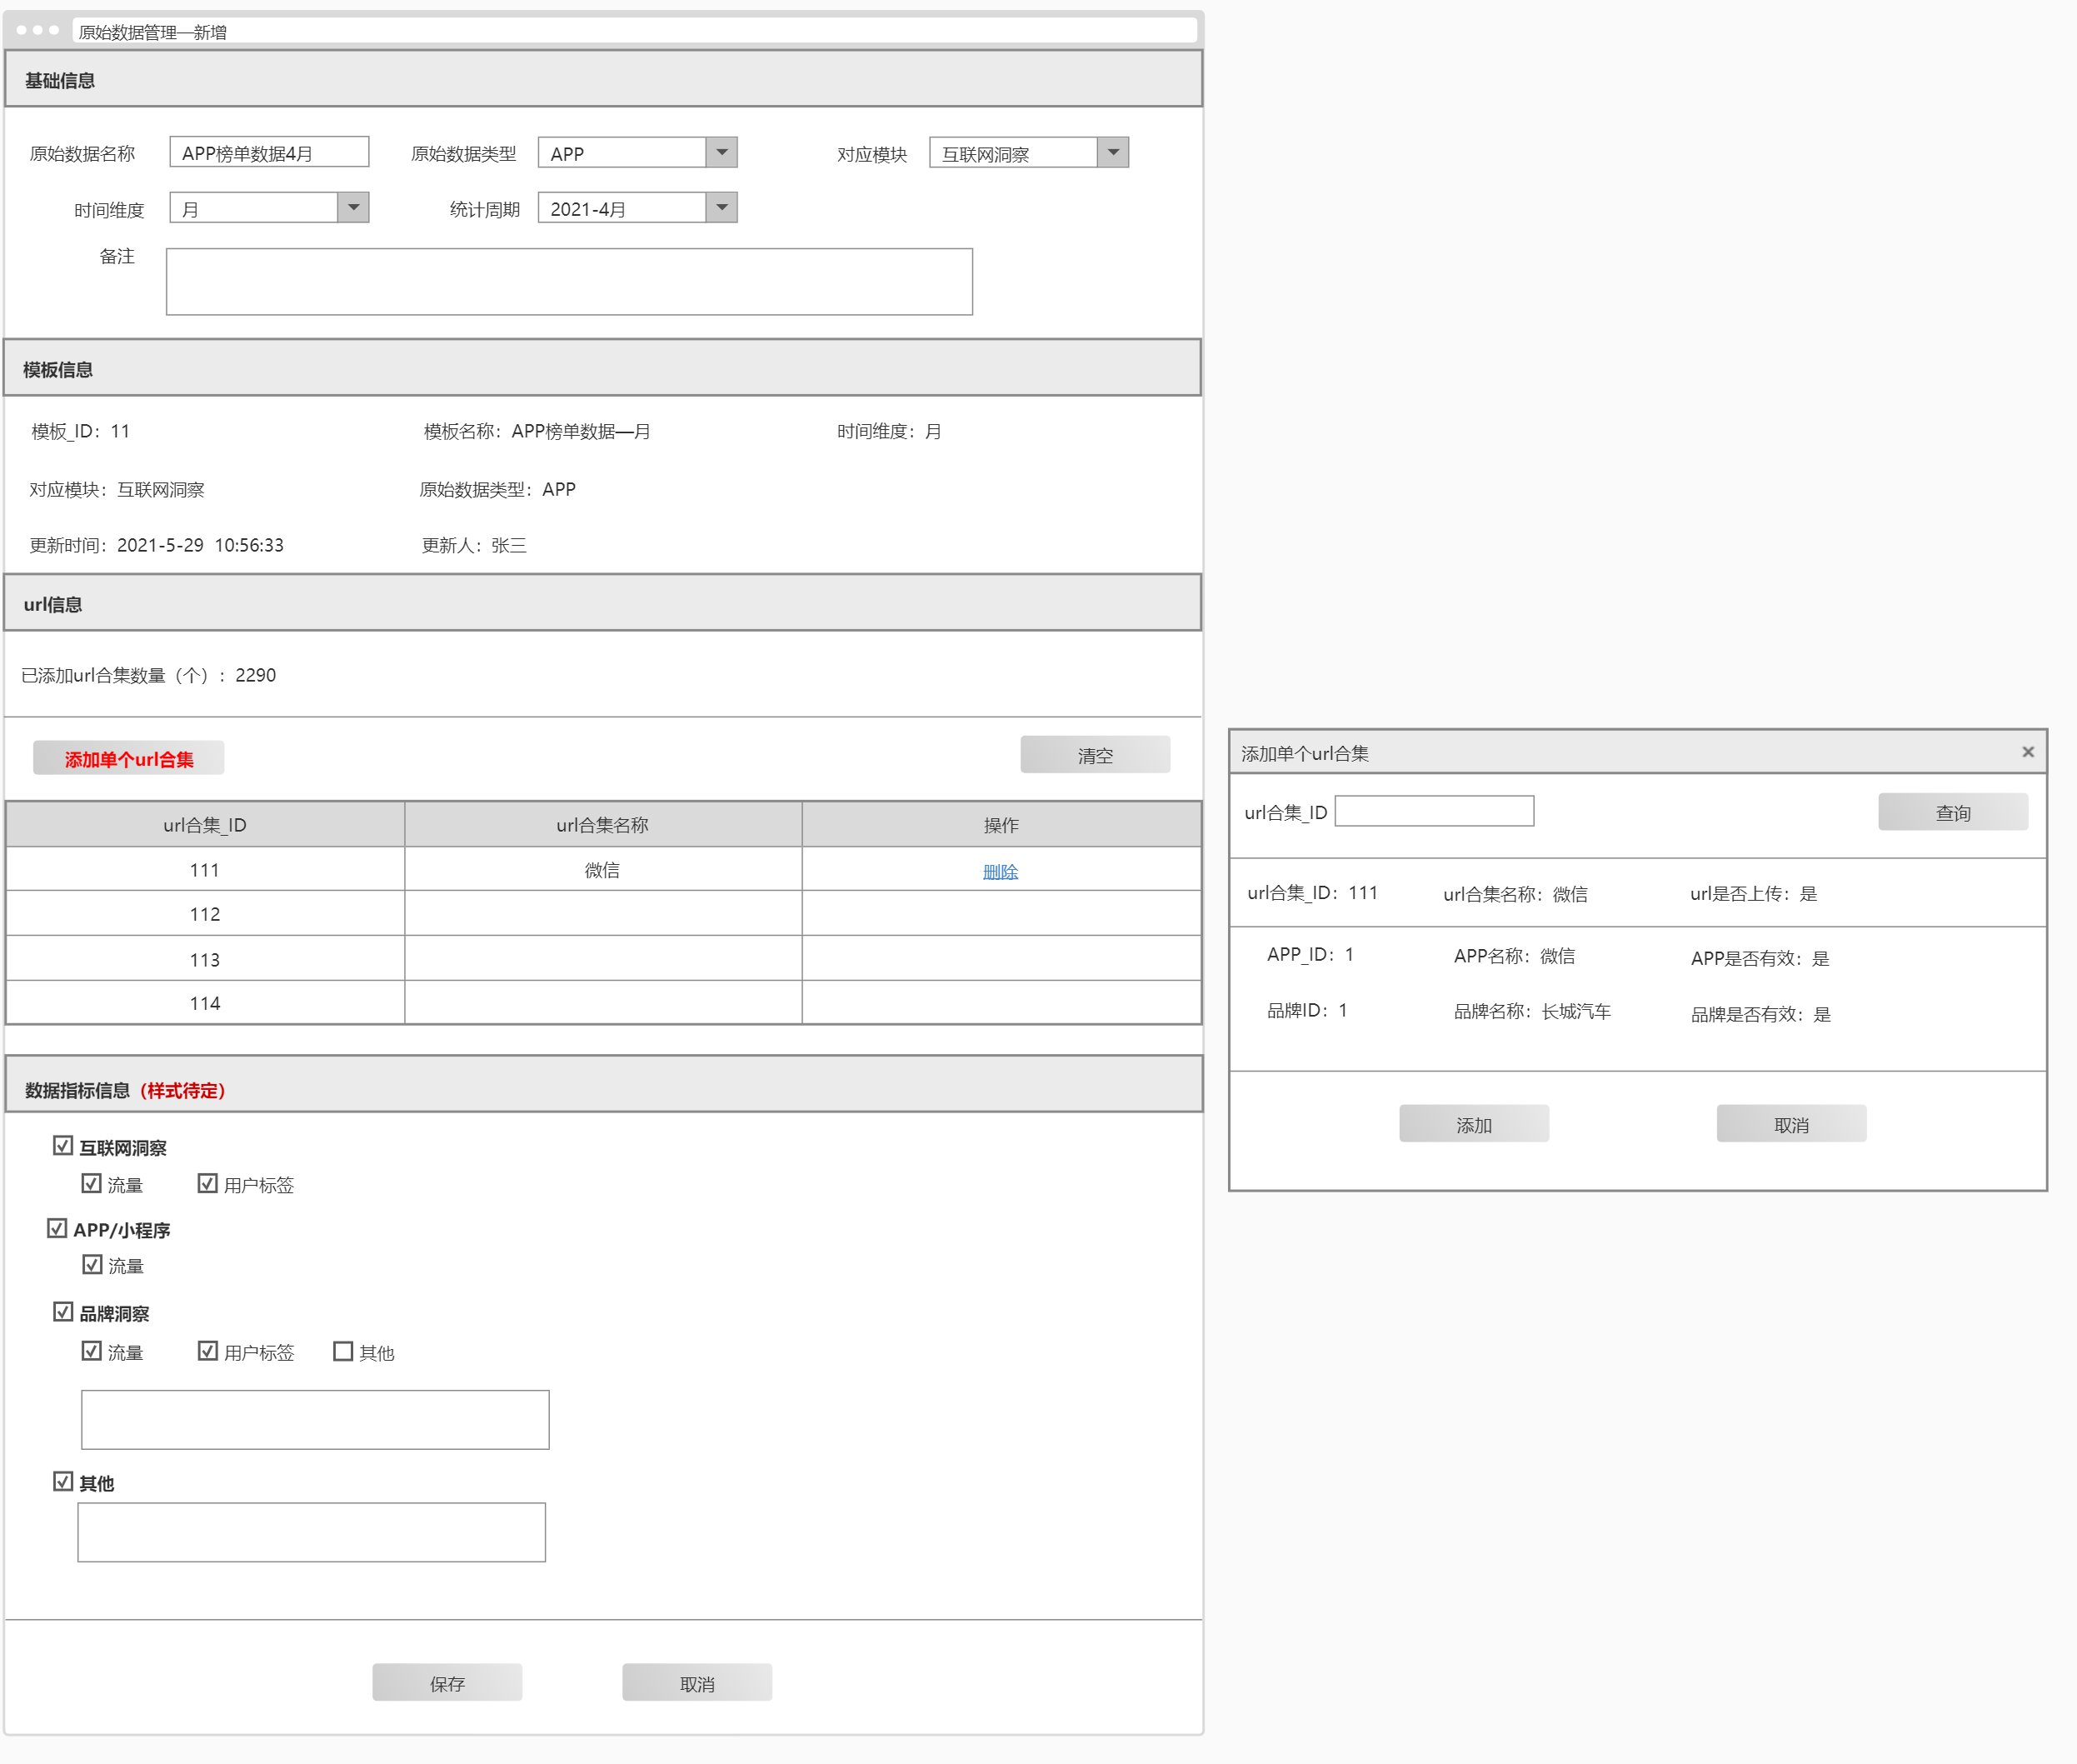 原始数据管理—新增
基础信息
原始数据名称 APP榜单数据4月 原始数据类型 APP 对应模块 互联网洞察
时间维度 月 统计周期 2021-4月
备注
模板信息
模板_ID：11 模板名称：APP榜单数据—月 时间维度：月
对应模块：互联网洞察 原始数据类型：APP
更新时间：2021-5-29 10:56:33 更新人：张三
url信息
已添加url合集数量（个）：2290
添加单个url合集 清空
url合集_ID url合集名称 操作
111 微信 删除
112
113
114
数据指标信息（样式待定）
互联网洞察
流量 用户标签
APP/小程序
流量
品牌洞察
流量 用户标签 其他
其他
保存 取消
添加单个url合集 ×
url合集_ID 查询
url合集_ID：111 url合集名称：微信 url是否上传：是
APP_ID：1 APP名称：微信 APP是否有效：是
品牌ID：1 品牌名称：长城汽车 品牌是否有效：是
添加 取消